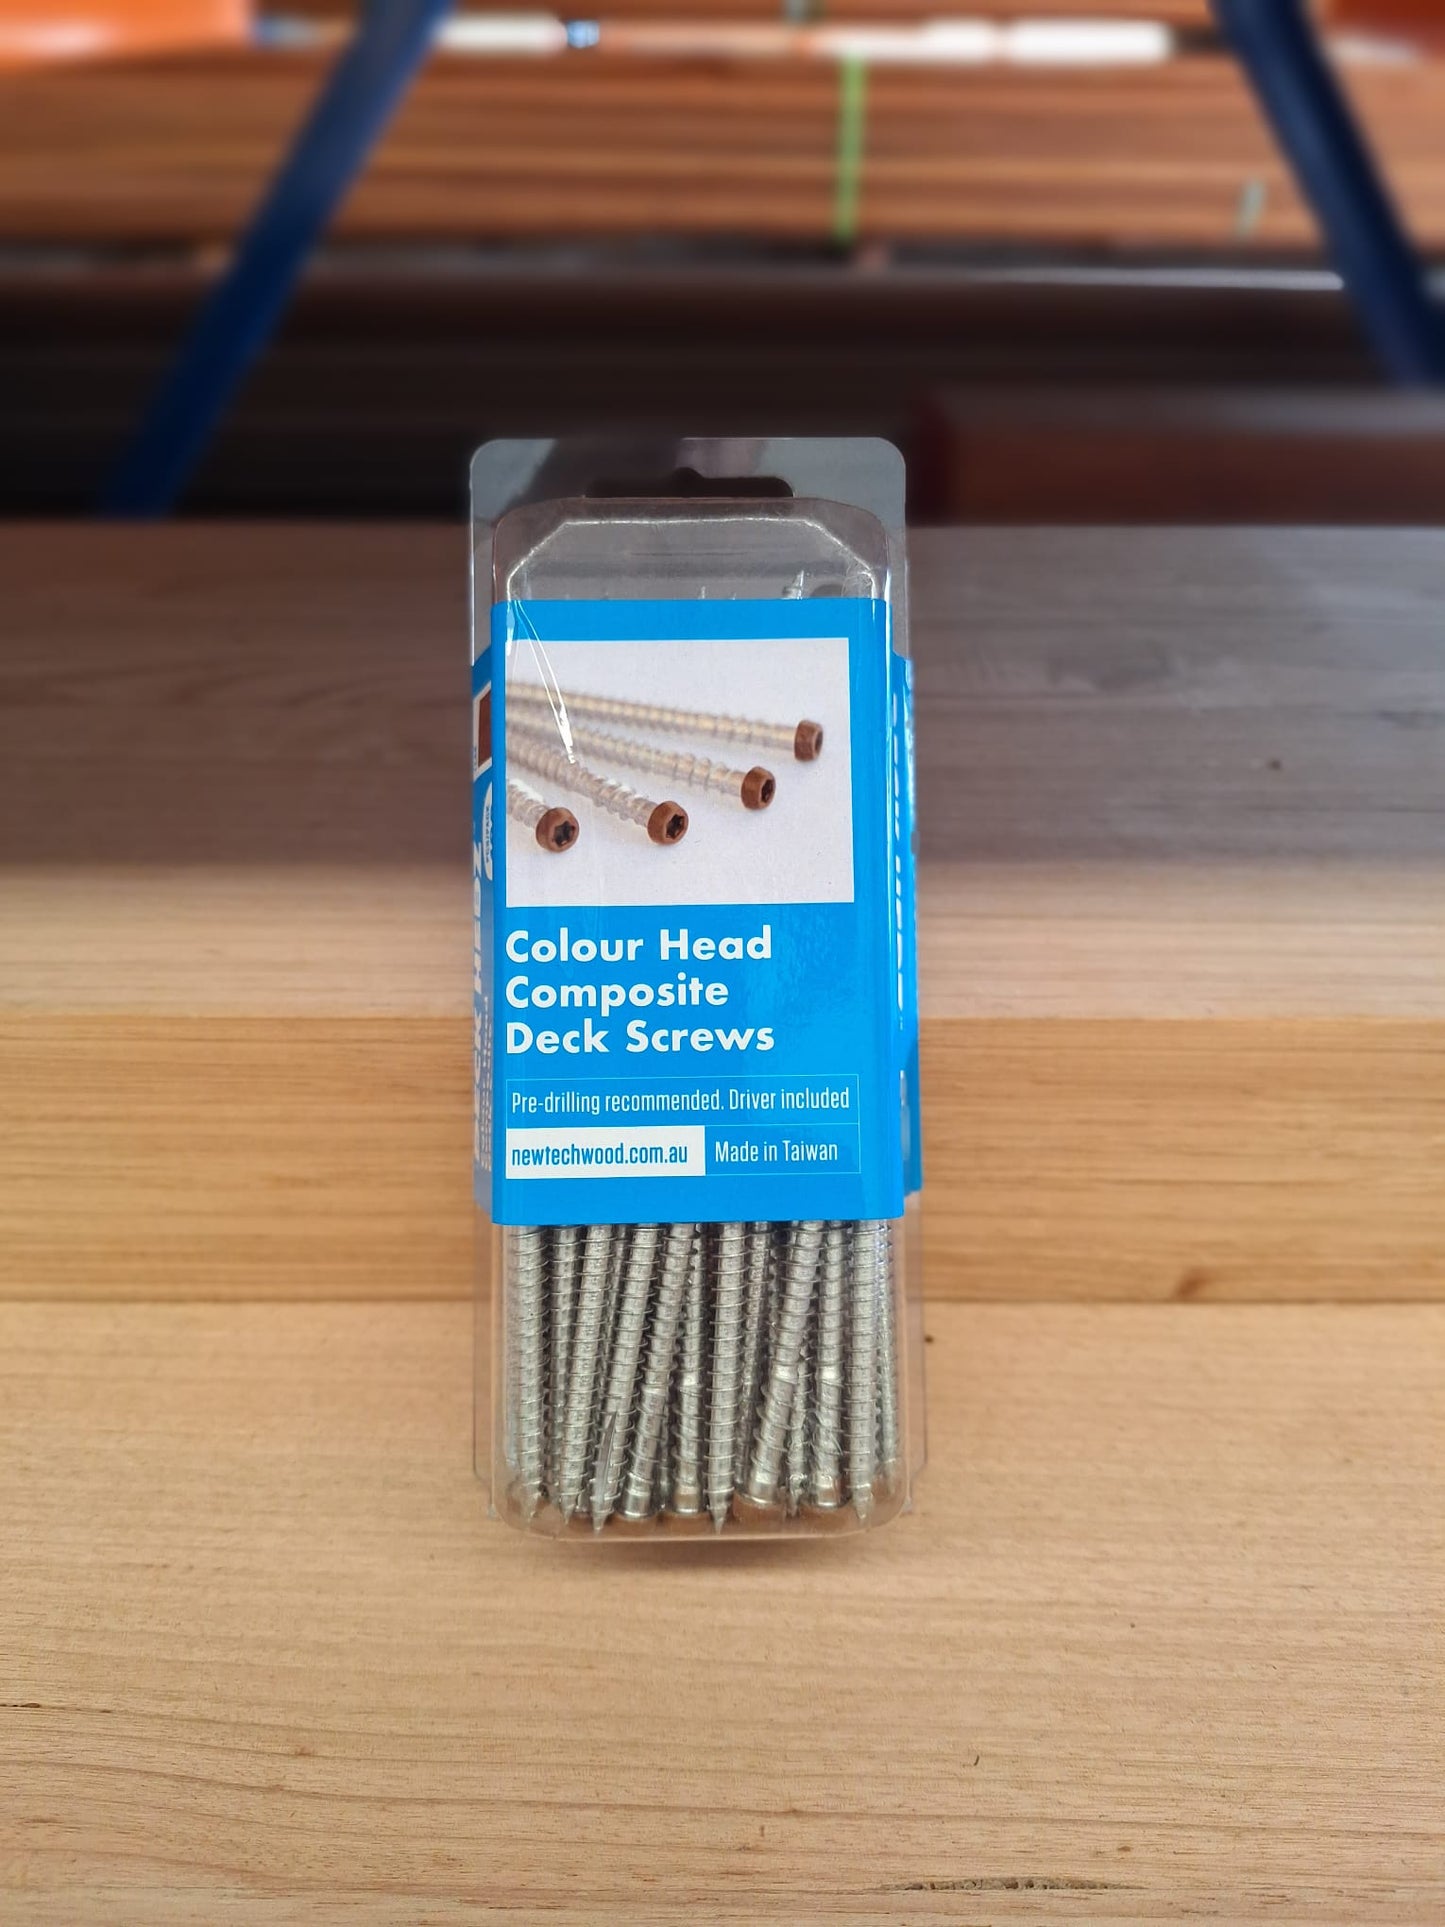 Colour Head
Composite
Deck Screws
Pre-drilling recommended. Driver included
newtechwood.com.au
Made in Taiwan